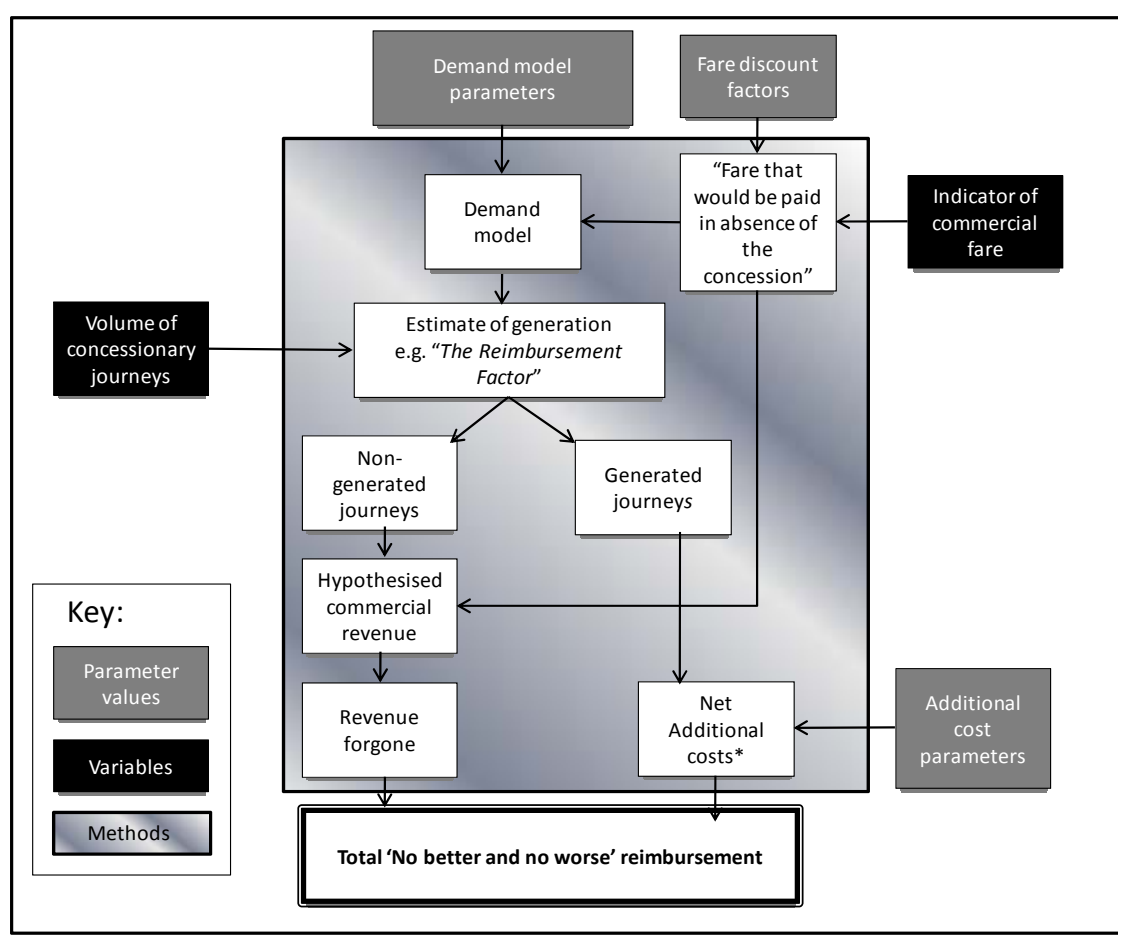 Demand model
parameters
Fare discount
factors
Demand
model
“Fare that
would be paid
in absence of
the
concession”
Indicator of
commercial
fare
Volume of
concessionary
journeys
Estimate of generation
e.g. “The Reimbursement
Factor”
Non-
generated
journeys
Generated
journeys
Hypothesised
commercial
revenue
Key:
Parameter
values
Variables
Methods
Revenue
forgone
Net
Additional
costs*
Additional
cost
parameters
Total ‘No better and no worse’ reimbursement